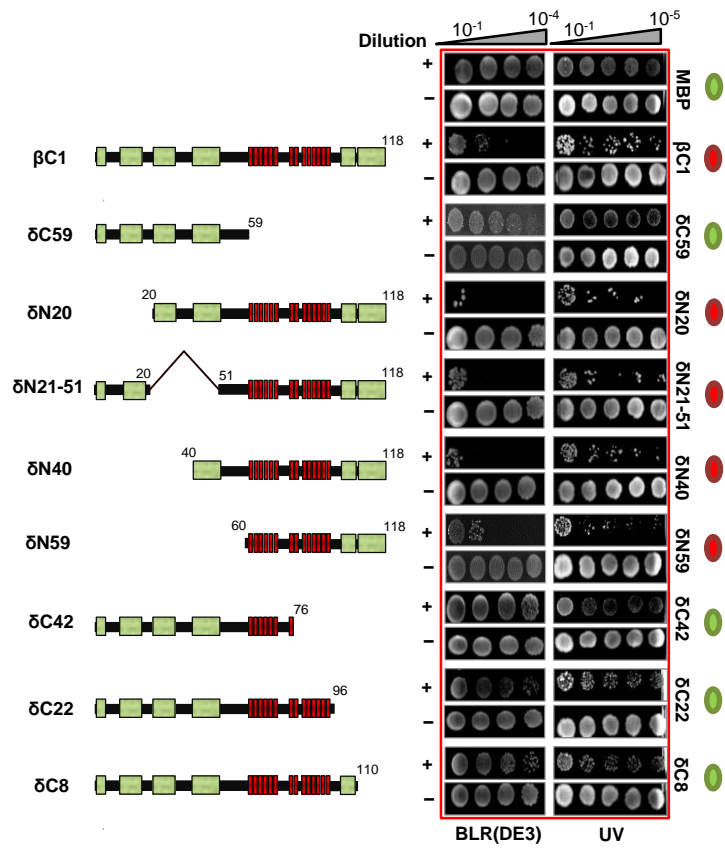 Dilution 10-1 10-4 10-1 10-5
+ MBP
−
βC1 118 + βC1
−
δC59 59 + δC59
−
δN20 20 118 + δN20
−
δN21-51 20 51 118 + δN21-51
−
δN40 40 118 + δN40
−
δN59 60 118 + δN59
−
δC42 76 + δC42
−
δC22 96 + δC22
−
δC8 110 + δC8
−
BLR(DE3) UV